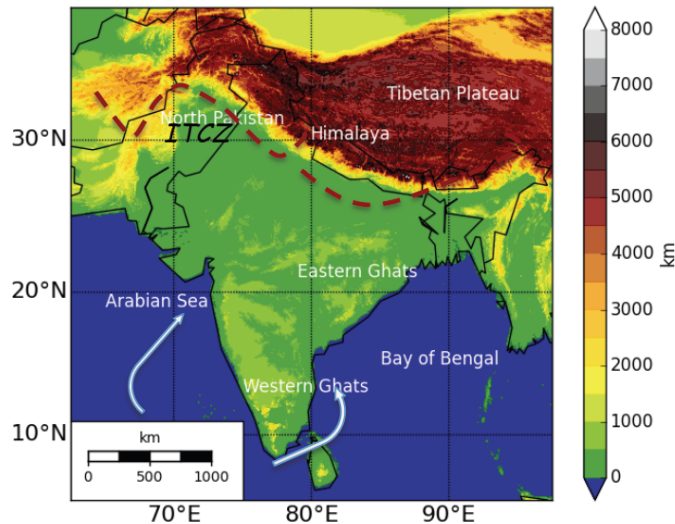 8000
7000
6000
5000
4000
3000
2000
1000
0
km
30°N
20°N
10°N
70°E
80°E
90°E
Tibetan Plateau
North Pakistan
ITCZ
Himalaya
Eastern Ghats
Arabian Sea
Bay of Bengal
Western Ghats
km
0 500 1000